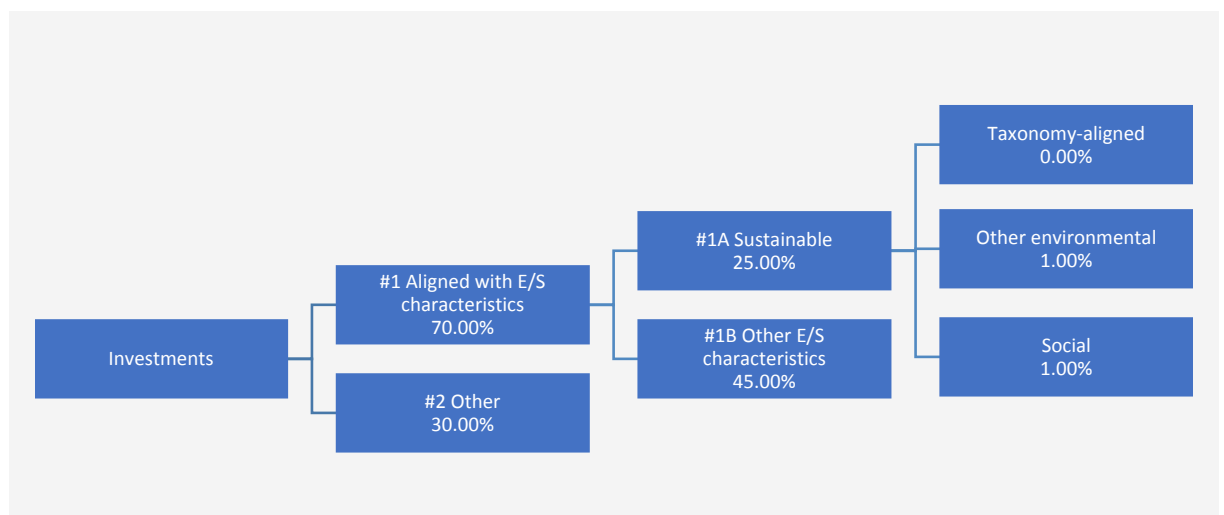 Investments
#1 Aligned with E/S
characteristics
70.00%
#2 Other
30.00%
#1A Sustainable
25.00%
#1B Other E/S
characteristics
45.00%
Taxonomy-aligned
0.00%
Other environmental
1.00%
Social
1.00%